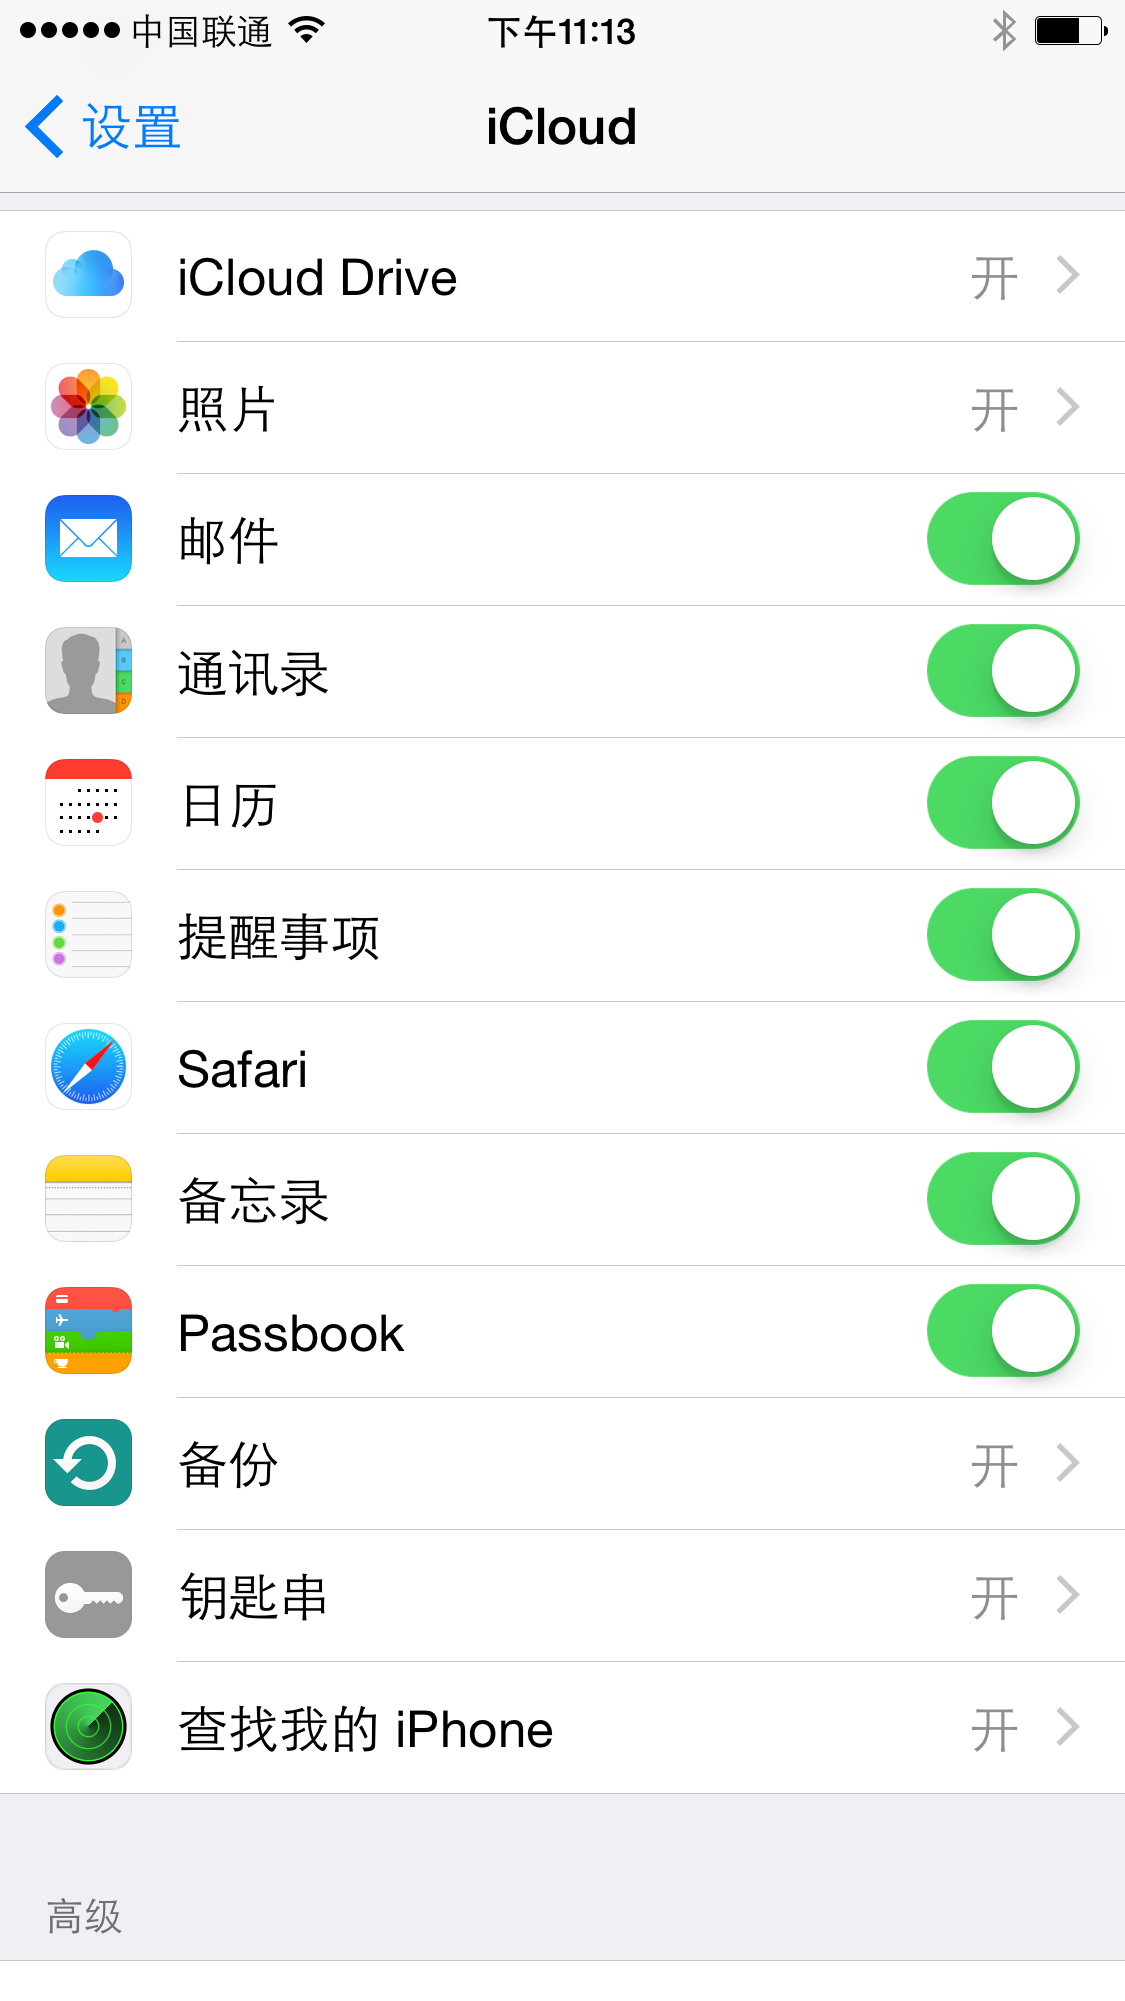 中国联通 下午11:13
设置 iCloud
iCloud Drive 开
照片 开
邮件
通讯录
日历
提醒事项
Safari
备忘录
Passbook
备份 开
钥匙串 开
查找我的 iPhone 开
高级